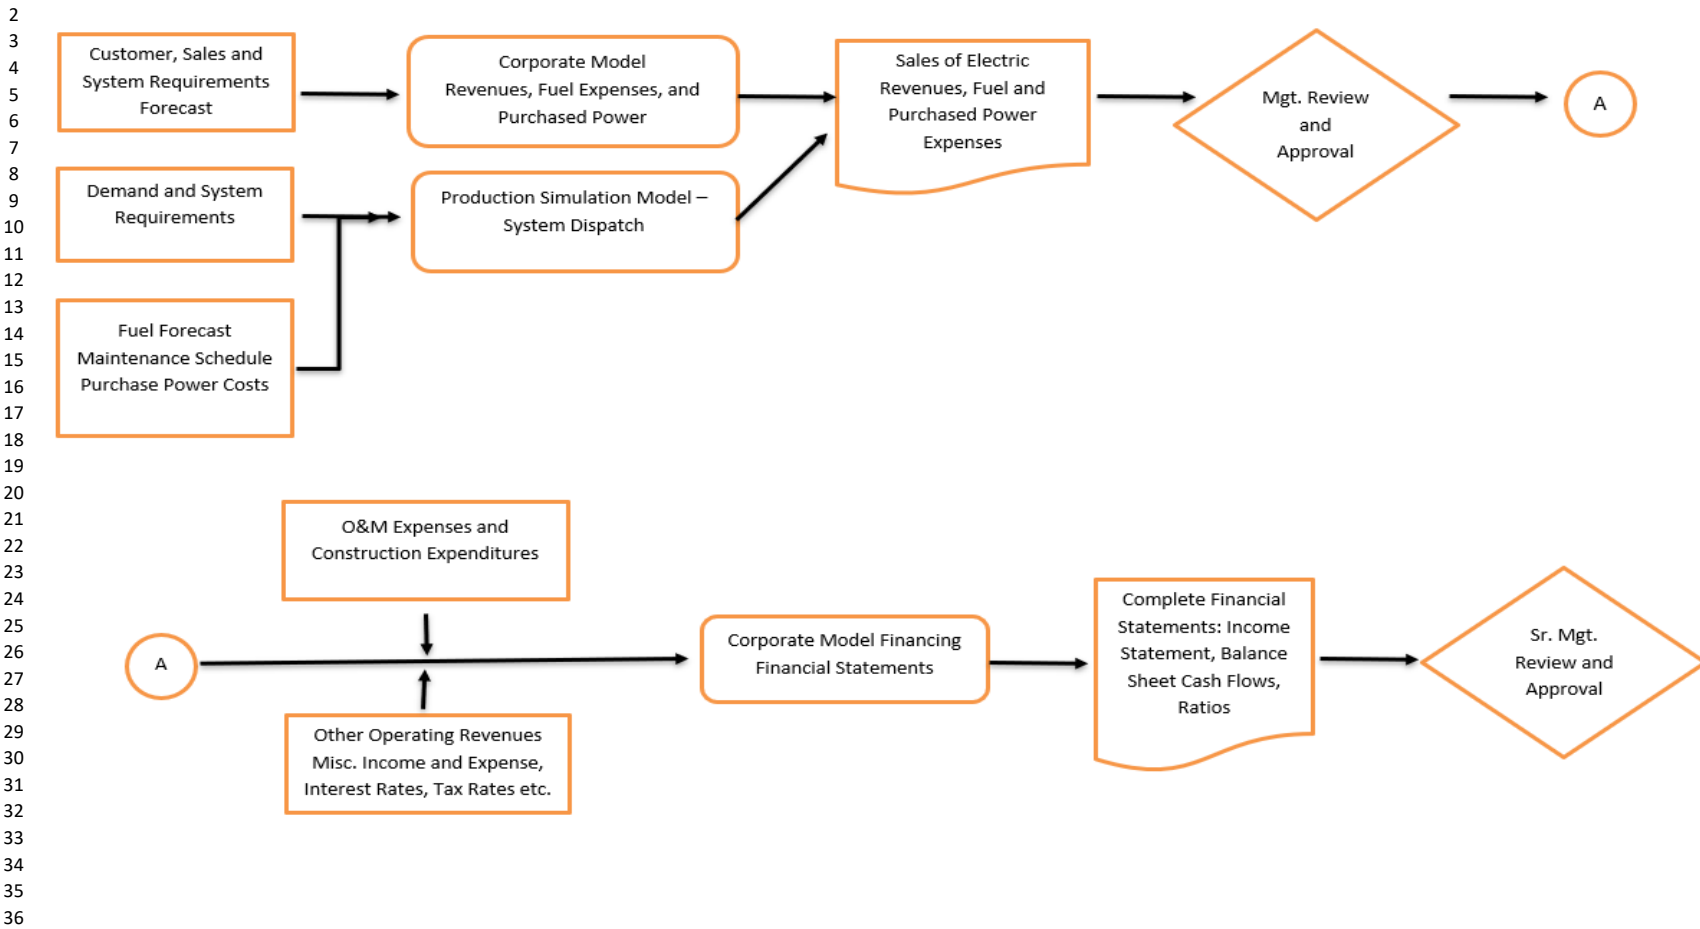 2
3
4
5
6
7
8
9
10
11
12
13
14
15
16
17
18
19
20
21
22
23
24
25
26
27
28
29
30
31
32
33
34
35
36
Customer, Sales and
System Requirements
Forecast
Corporate Model
Revenues, Fuel Expenses, and
Purchased Power
Sales of Electric
Revenues, Fuel and
Purchased Power
Expenses
Mgt. Review
and
Approval
A
Demand and System
Requirements
Production Simulation Model –
System Dispatch
Fuel Forecast
Maintenance Schedule
Purchase Power Costs
O&M Expenses and
Construction Expenditures
A
Other Operating Revenues
Misc. Income and Expense,
Interest Rates, Tax Rates etc.
Corporate Model Financing
Financial Statements
Complete Financial
Statements: Income
Statement, Balance
Sheet Cash Flows,
Ratios
Sr. Mgt.
Review and
Approval